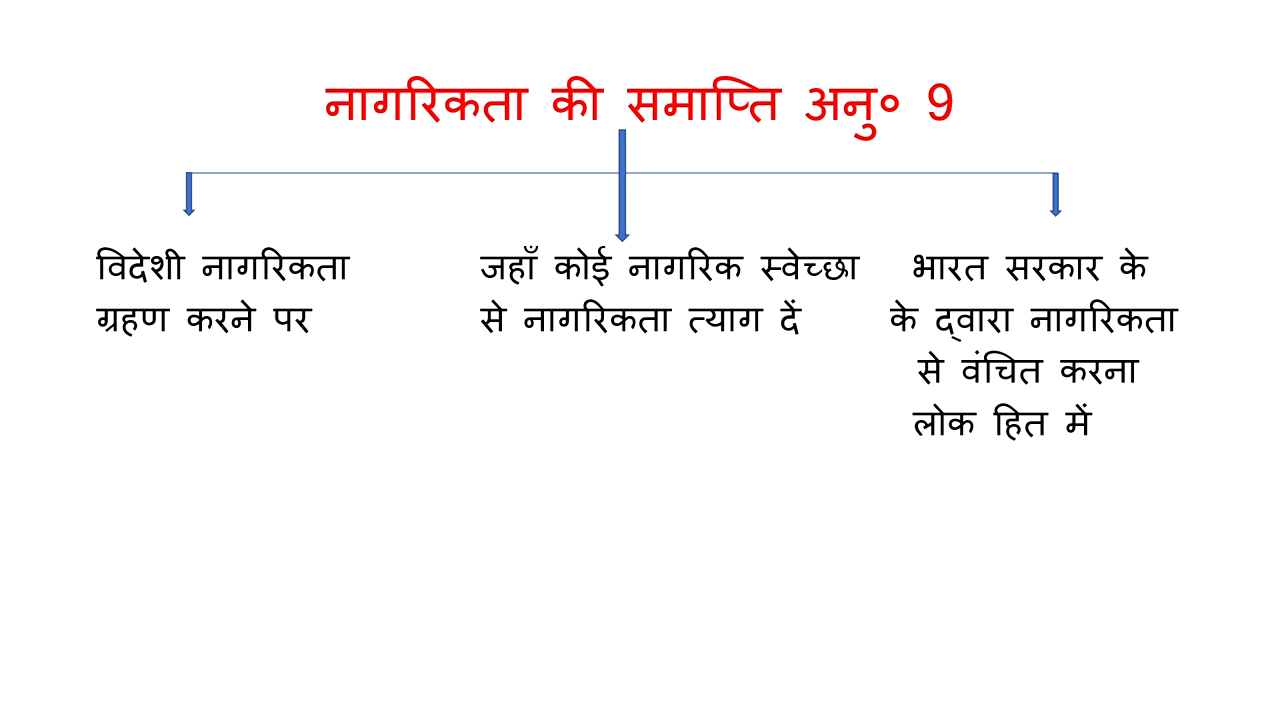 नागरिकता की समाप्ति अनु० 9
विदेशी नागरिकता
ग्रहण करने पर
जहाँ कोई नागरिक स्वेच्छा
से नागरिकता त्याग दें
भारत सरकार के
के द्वारा नागरिकता
से वंचित करना
लोक हित में